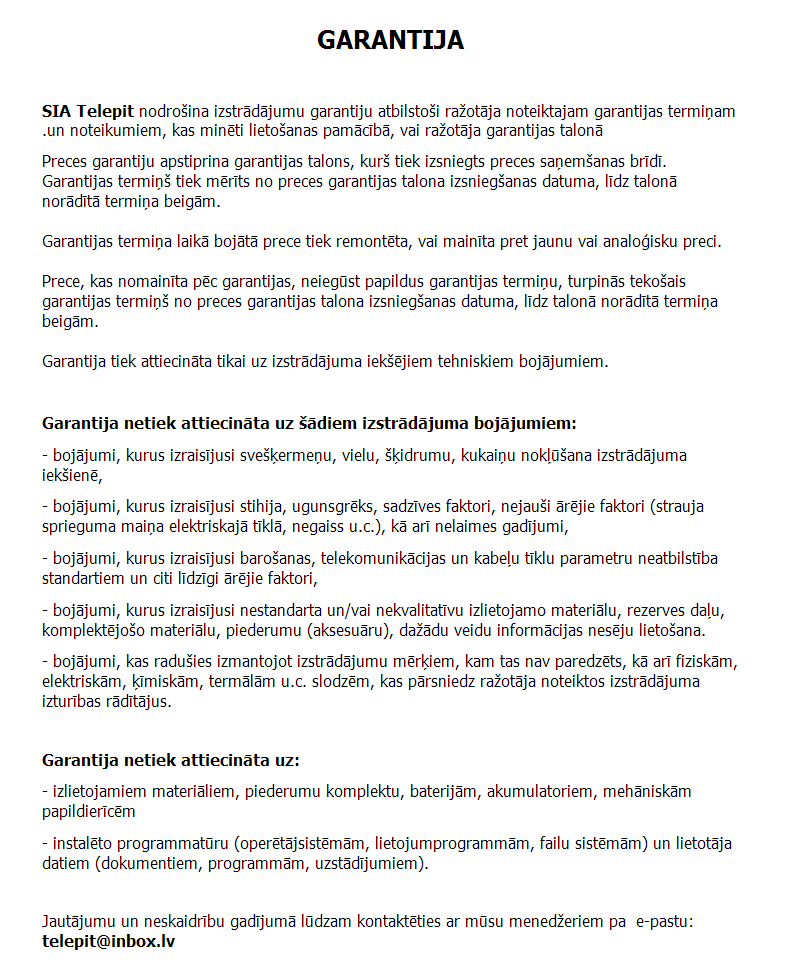 GARANTIJA
SIA Telepit nodrošina izstrādājumu garantiju atbilstoši ražotāja noteiktajam garantijas termiņam
.un noteikumiem, kas minēti lietošanas pamācībā, vai ražotāja garantijas talonā
Preces garantiju apstiprina garantijas talons, kurš tiek izsniegts preces saņemšanas brīdī.
Garantijas termiņš tiek mērīts no preces garantijas talona izsniegšanas datuma, līdz talonā
norādītā termiņa beigām.
Garantijas termiņa laikā bojātā prece tiek remontēta, vai mainīta pret jaunu vai analoģisku preci.
Prece, kas nomainīta pēc garantijas, neiegūst papildus garantijas termiņu, turpinās tekošais
garantijas termiņš no preces garantijas talona izsniegšanas datuma, līdz talonā norādītā termiņa
beigām.
Garantija tiek attiecināta tikai uz izstrādājuma iekšējiem tehniskiem bojājumiem.
Garantija netiek attiecināta uz šādiem izstrādājuma bojājumiem:
- bojājumi, kurus izraisījusi svešķermeņu, vielu, šķidrumu, kukaiņu nokļūšana izstrādājuma
iekšienē,
- bojājumi, kurus izraisījusi stihija, ugunsgrēks, sadzīves faktori, nejauši ārējie faktori (strauja
sprieguma maiņa elektriskajā tīklā, negaiss u.c.), kā arī nelaimes gadījumi,
- bojājumi, kurus izraisījusi barošanas, telekomunikācijas un kabeļu tīklu parametru neatbilstība
standartiem un citi līdzīgi ārējie faktori,
- bojājumi, kurus izraisījusi nestandarta un/vai nekvalitatīvu izlietojamo materiālu, rezerves daļu,
komplektējošo materiālu, piederumu (aksesuāru), dažādu veidu informācijas nesēju lietošana.
- bojājumi, kas radušies izmantojot izstrādājumu mērķiem, kam tas nav paredzēts, kā arī fiziskām,
elektriskām, ķīmiskām, termālām u.c. slodzēm, kas pārsniedz ražotāja noteiktos izstrādājuma
izturības rādītājus.
Garantija netiek attiecināta uz:
- izlietojamiem materiāliem, piederumu komplektu, baterijām, akumulatoriem, mehāniskām
papildierīcēm
- instalēto programmatūru (operētājsistēmām, lietojumprogrammām, failu sistēmām) un lietotāja
datiem (dokumentiem, programmām, uzstādījumiem).
Jautājumu un neskaidrību gadījumā lūdzam kontaktēties ar mūsu menedžeriem pa  e-pastu:
telepit@inbox.lv